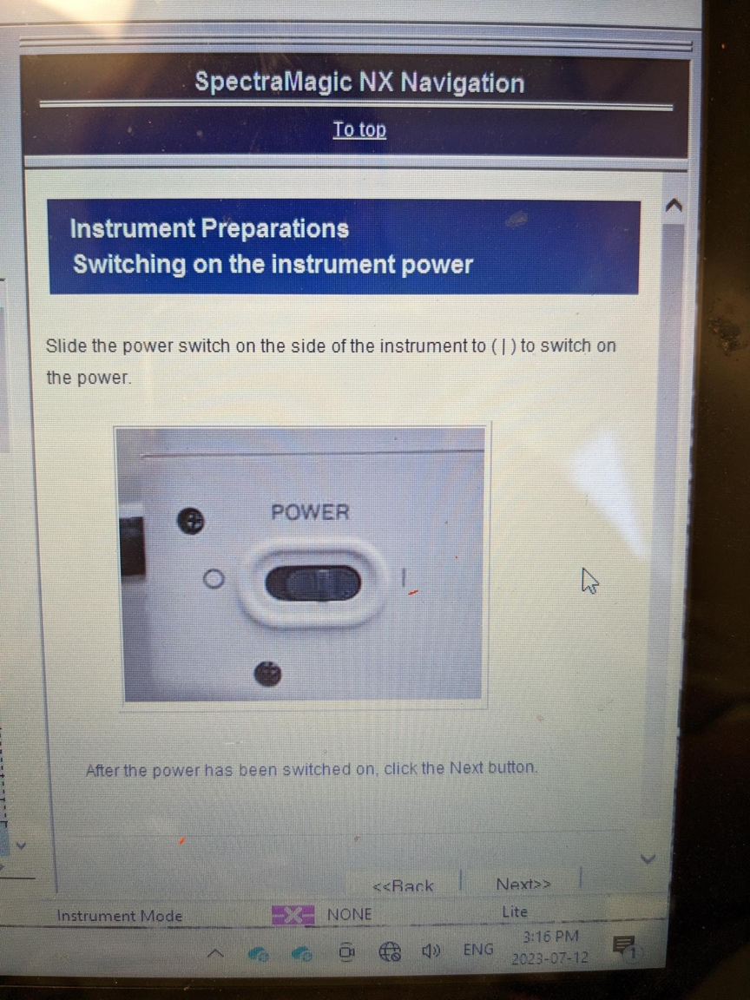 SpectraMagic NX Navigation
To top
Instrument Preparations
Switching on the instrument power
Slide the power switch on the side of the instrument to ( | ) to switch on
the power.
POWER
After the power has been switched on, click the Next button.
<<Back
Next>>
Instrument Mode
NONE
Lite
ENG
3:16 PM
2023-07-12
1